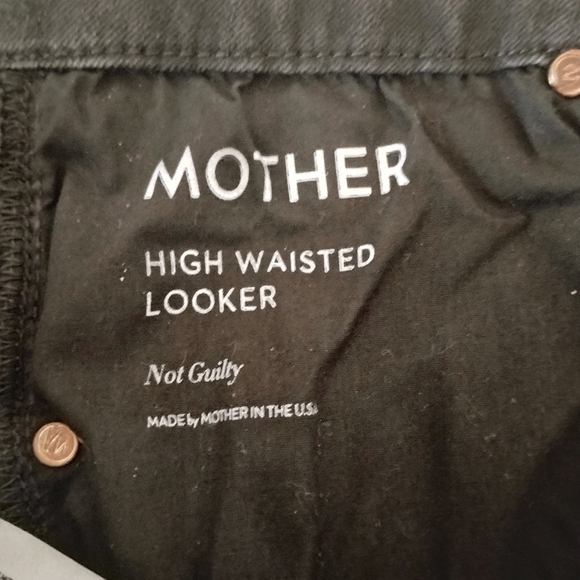 MOTHER
HIGH WAISTED
LOOKER
Not Guilty
MADE by MOTHER IN THE U.S.A